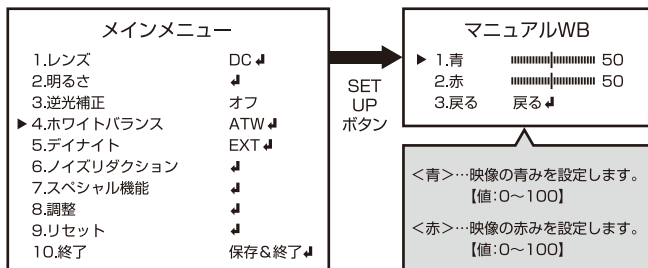 メインメニュー
1.レンズ DC↲
2.明るさ ↲
3.逆光補正 オフ
▶ 4.ホワイトバランス ATW↲
5.デイナイト EXT↲
6.ノイズリダクション ↲
7.スペシャル機能 ↲
8.調整 ↲
9.リセット ↲
10.終了 保存&終了↲
SET
UP
ボタン
マニュアルWB
▶ 1.青 50
2.赤 50
3.戻る 戻る↲
<青>…映像の青みを設定します。
【値:0~100】
<赤>…映像の赤みを設定します。
【値:0~100】